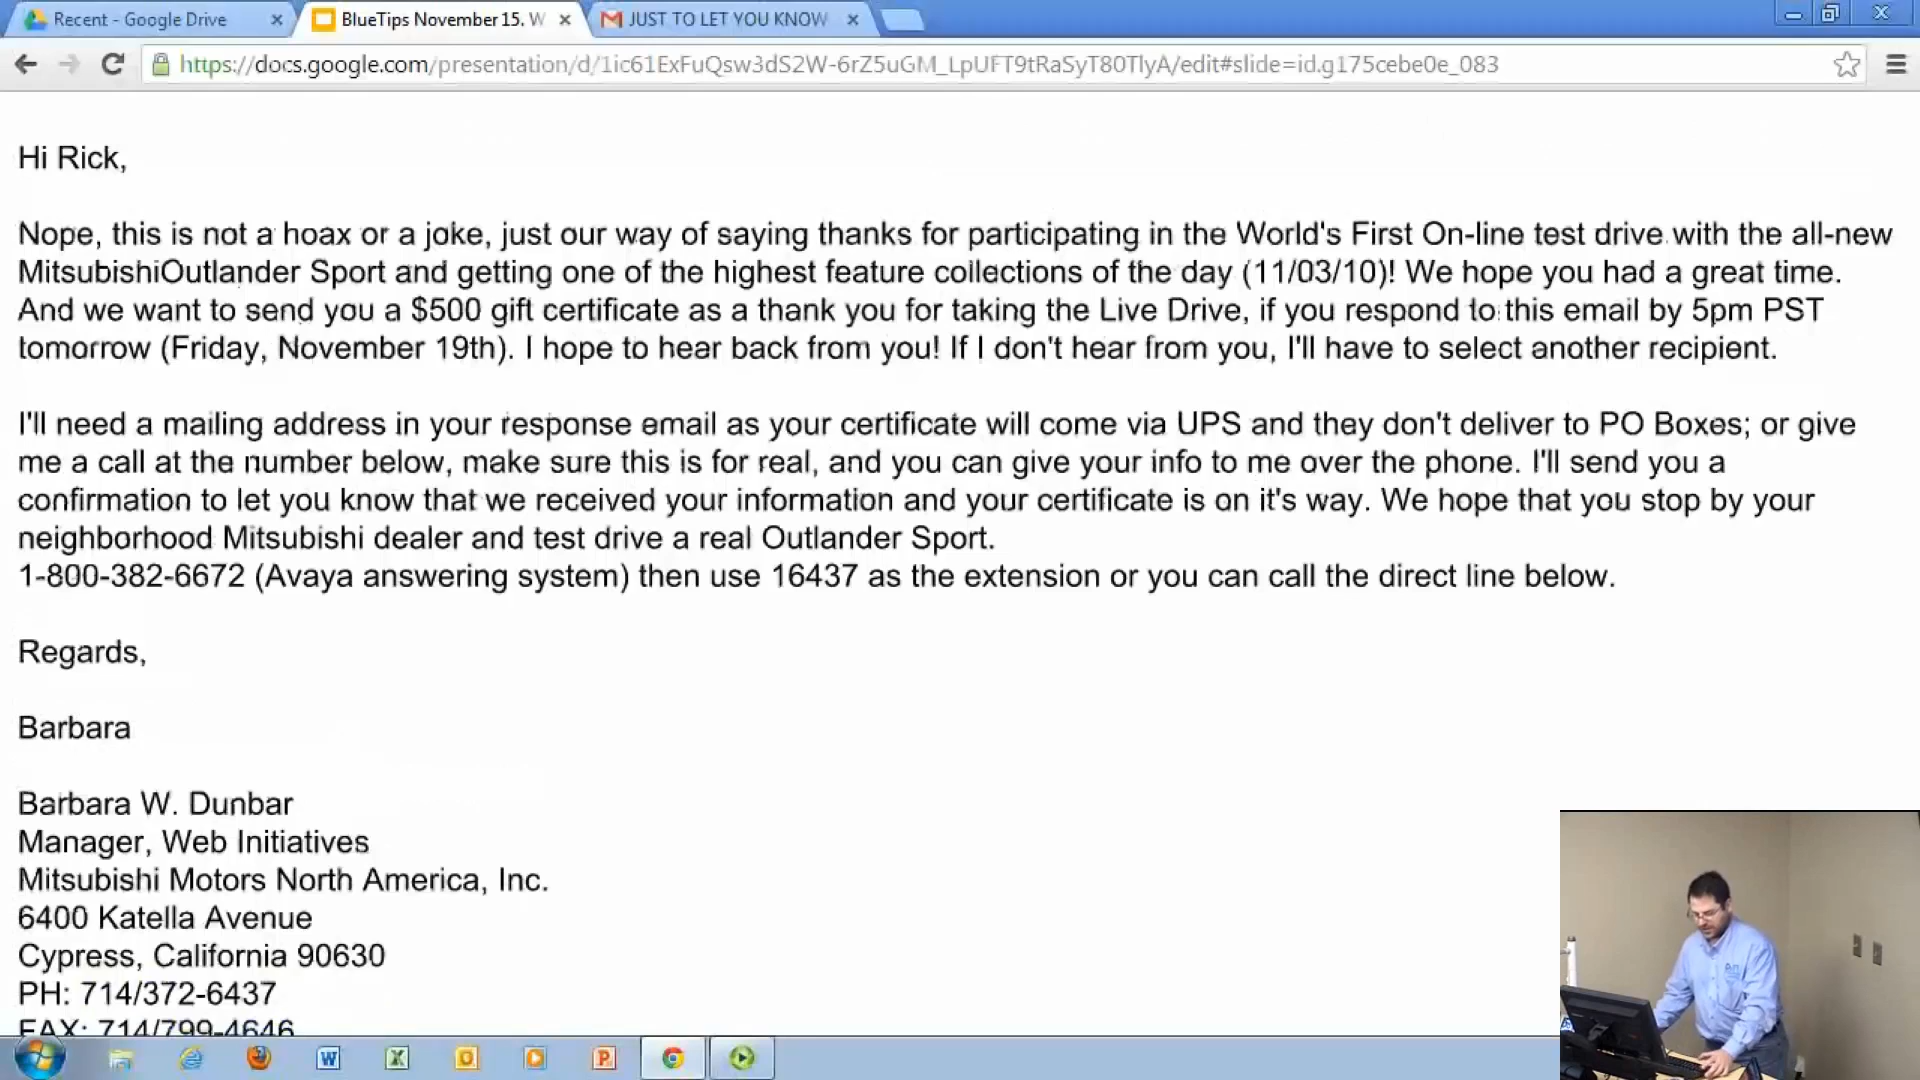 Recent - Google Drive
BlueTips November 15. W
JUST TO LET YOU KNOW
https://docs.google.com/presentation/d/1ic61ExFuQsw3dS2W-6rZ5uGM_LpUFT9tRaSyT80TlyA/edit#slide=id.g175cebe0e_083
Hi Rick,
Nope, this is not a hoax or a joke, just our way of saying thanks for participating in the World's First On-line test drive with the all-new
MitsubishiOutlander Sport and getting one of the highest feature collections of the day (11/03/10)! We hope you had a great time.
And we want to send you a $500 gift certificate as a thank you for taking the Live Drive, if you respond to this email by 5pm PST
tomorrow (Friday, November 19th). I hope to hear back from you! If I don't hear from you, I'll have to select another recipient.
I'll need a mailing address in your response email as your certificate will come via UPS and they don't deliver to PO Boxes; or give
me a call at the number below, make sure this is for real, and you can give your info to me over the phone. I'll send you a
confirmation to let you know that we received your information and your certificate is on it's way. We hope that you stop by your
neighborhood Mitsubishi dealer and test drive a real Outlander Sport.
1-800-382-6672 (Avaya answering system) then use 16437 as the extension or you can call the direct line below.
Regards,
Barbara
Barbara W. Dunbar
Manager, Web Initiatives
Mitsubishi Motors North America, Inc.
6400 Katella Avenue
Cypress, California 90630
PH: 714/372-6437
FAX: 714/799-4646